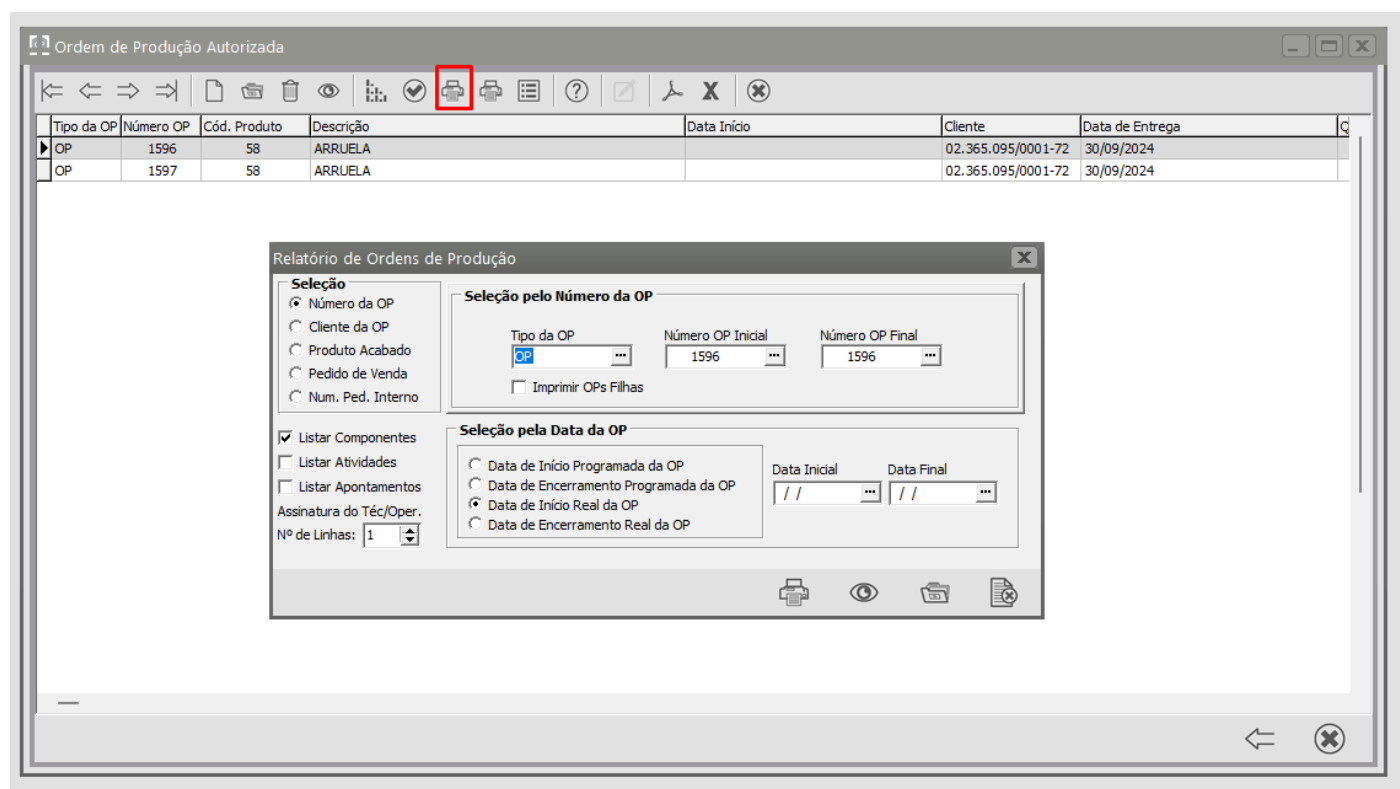 Ordem de Produção Autorizada
Tipo da OP Número OP Cód. Produto Descrição Data Início Cliente Data de Entrega Q
OP 1596 58 ARRUELA 02.365.095/0001-72 30/09/2024
OP 1597 58 ARRUELA 02.365.095/0001-72 30/09/2024
Relatório de Ordens de Produção
Seleção
Número da OP
Cliente da OP
Produto Acabado
Pedido de Venda
Num. Ped. Interno
Seleção pelo Número da OP
Tipo da OP Número OP Inicial Número OP Final
OP ... 1596 ... 1596 ...
Imprimir OPs Filhas
Listar Componentes
Listar Atividades
Listar Apontamentos
Assinatura do Téc/Oper.
Nº de Linhas: 1
Seleção pela Data da OP
Data de Início Programada da OP
Data de Encerramento Programada da OP
Data de Início Real da OP
Data de Encerramento Real da OP
Data Inicial Data Final
/ / ... / / ...